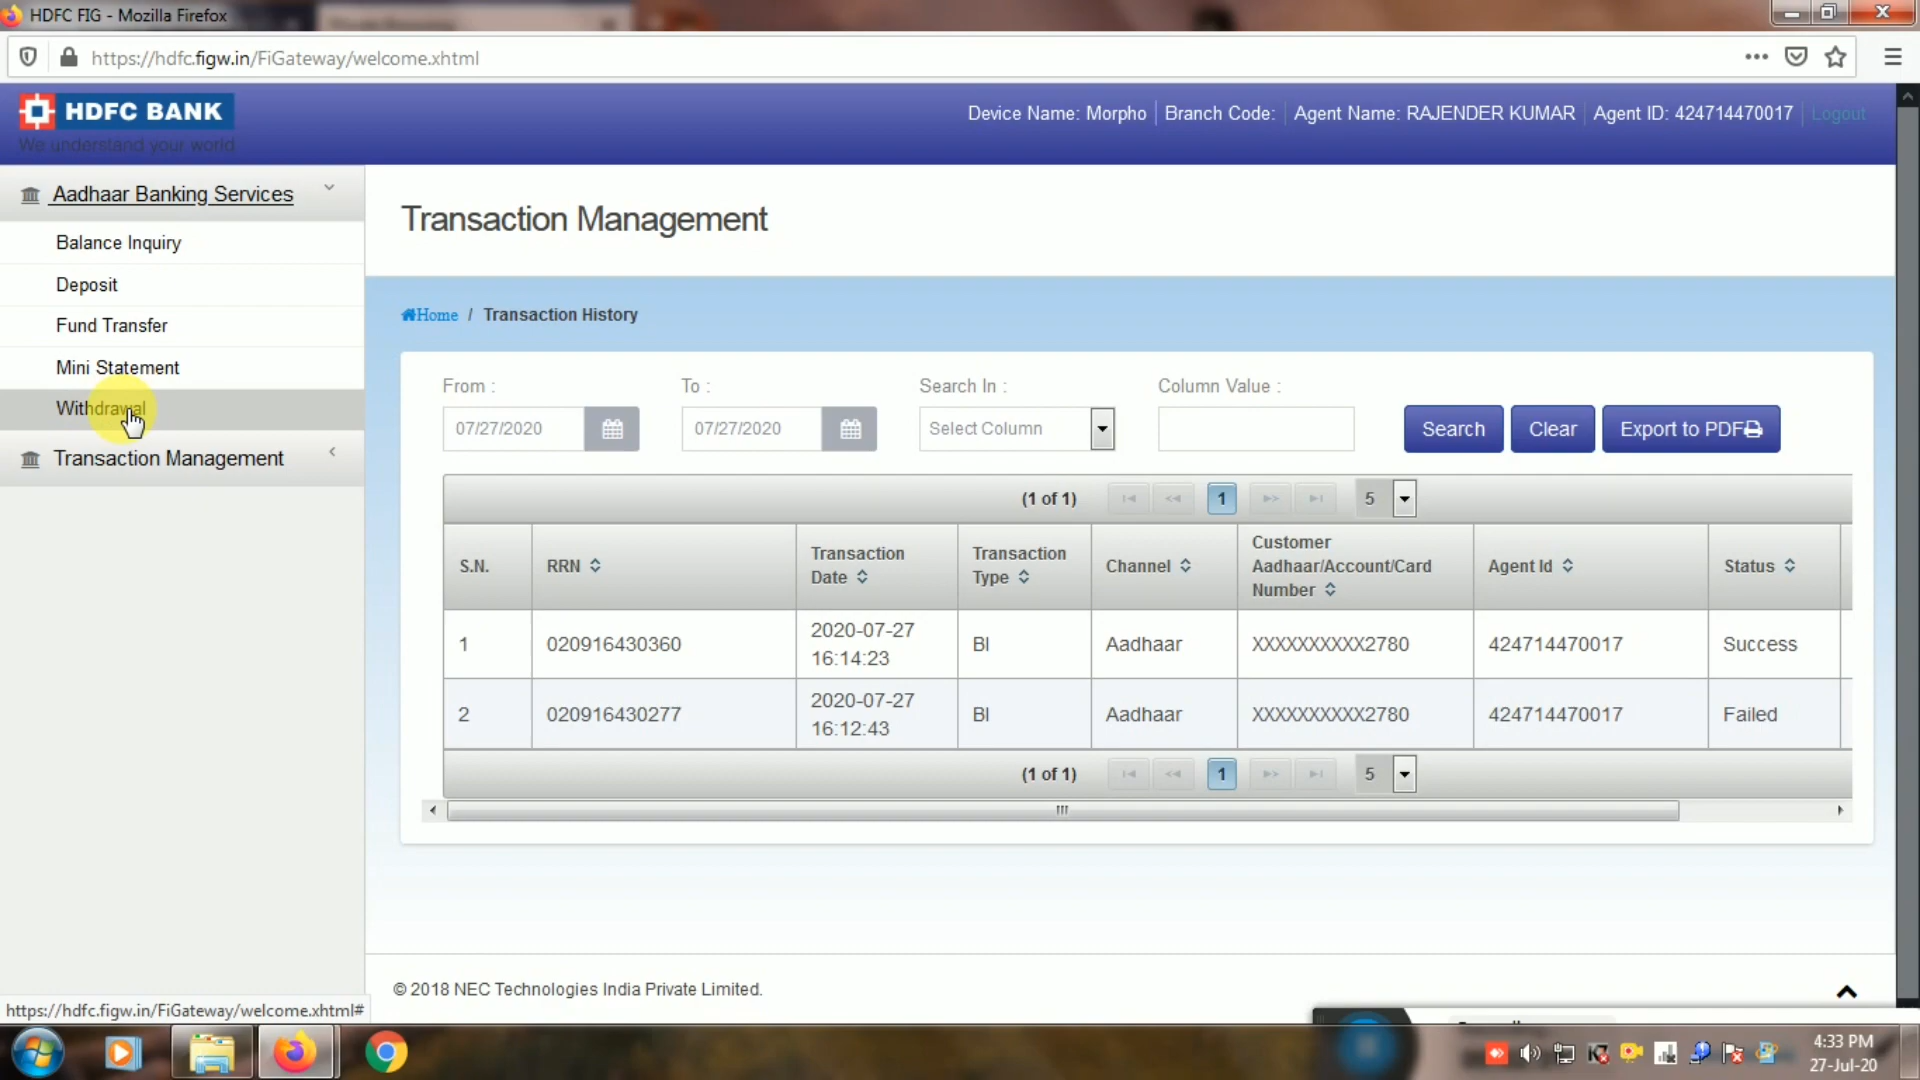 HDFC FIG - Mozilla Firefox
https://hdfc.figw.in/FiGateway/welcome.xhtml
HDFC BANK
We understand your world
Device Name: Morpho
Branch Code:
Agent Name: RAJENDER KUMAR
Agent ID: 424714470017
Logout
Aadhaar Banking Services
Balance Inquiry
Deposit
Fund Transfer
Mini Statement
Withdrawal
Transaction Management
Transaction Management
Home / Transaction History
From :
To :
Search In :
Column Value :
07/27/2020
07/27/2020
Select Column
Search
Clear
Export to PDF
(1 of 1)
1
5
S.N.
RRN
Transaction
Date
Transaction
Type
Channel
Customer
Aadhaar/Account/Card
Number
Agent Id
Status
1
020916430360
2020-07-27
16:14:23
BI
Aadhaar
XXXXXXXXXX2780
424714470017
Success
2
020916430277
2020-07-27
16:12:43
BI
Aadhaar
XXXXXXXXXX2780
424714470017
Failed
(1 of 1)
1
5
© 2018 NEC Technologies India Private Limited.
https://hdfc.figw.in/FiGateway/welcome.xhtml#
4:33 PM
27-Jul-20